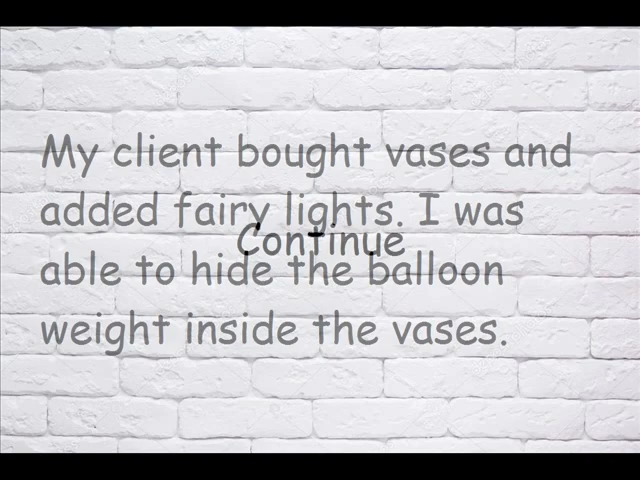 My client bought vases and
added fairy lights. I was
Continue
able to hide the balloon
weight inside the vases.